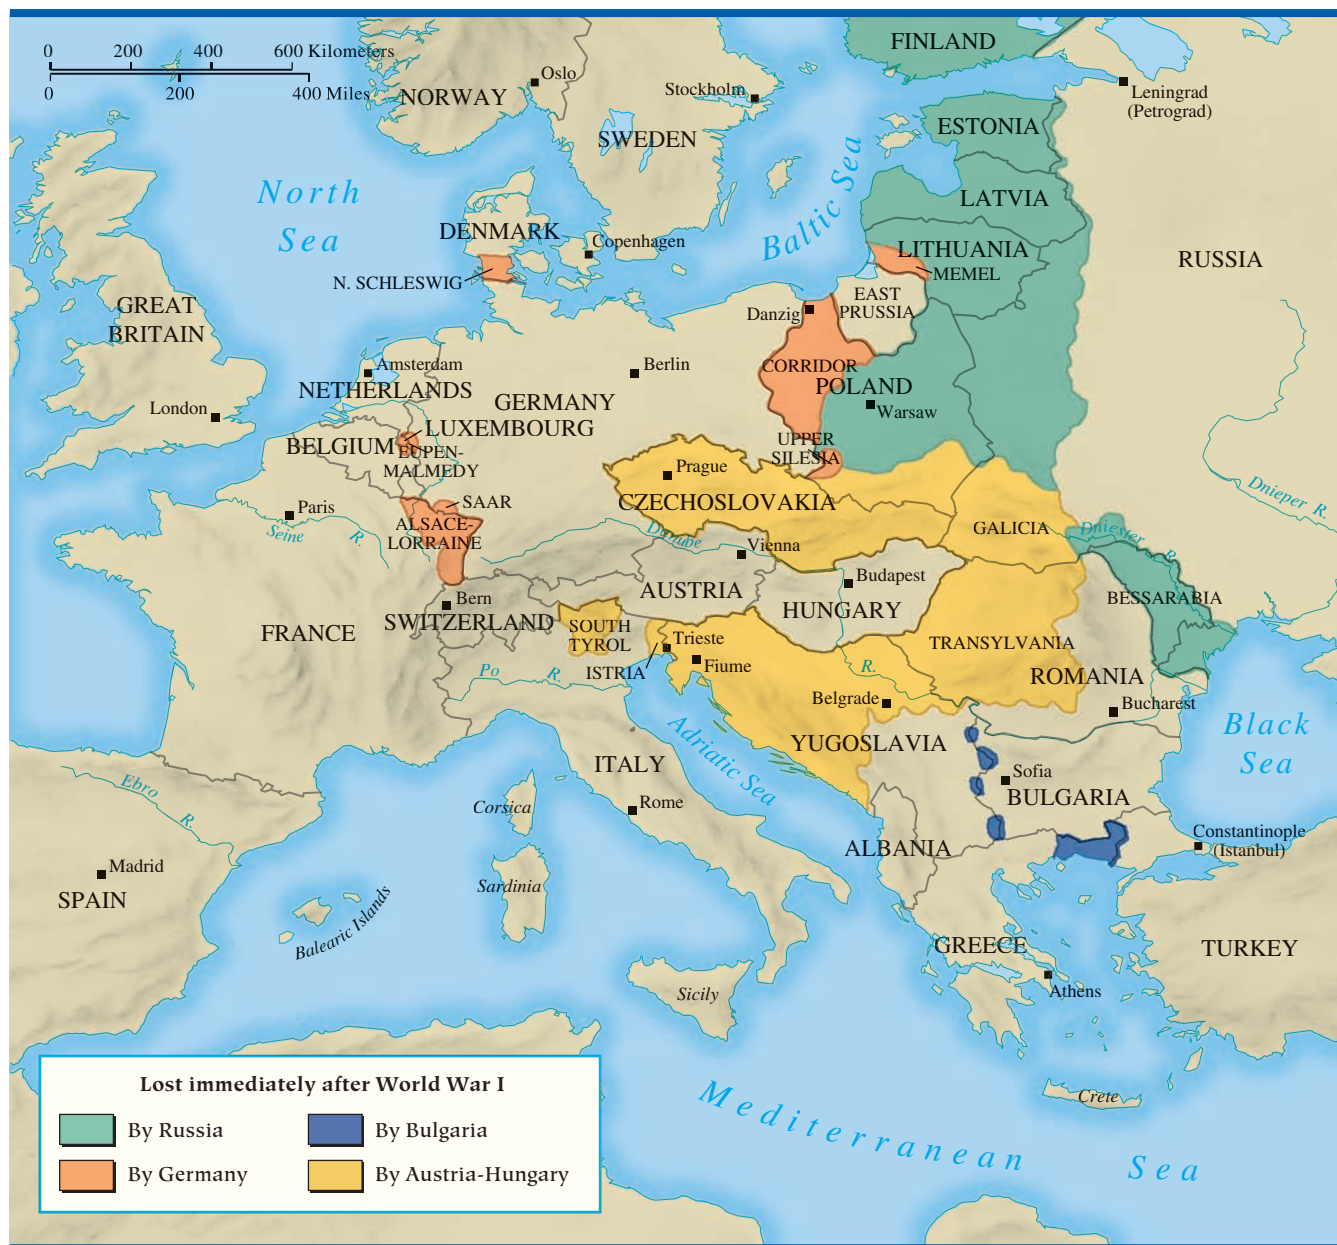 0 200 400 600 Kilometers
0 200 400 Miles
FINLAND
Oslo
NORWAY
Stockholm
SWEDEN
Leningrad
(Petrograd)
ESTONIA
North
Sea
Baltic Sea
LATVIA
DENMARK
Copenhagen
LITHUANIA
RUSSIA
N. SCHLESWIG
MEMEL
EAST
PRUSSIA
GREAT
BRITAIN
Danzig
Amsterdam
NETHERLANDS
Berlin
CORRIDOR
POLAND
GERMANY
Warsaw
London
LUXEMBOURG
BELGIUM
EUPEN-
MALMEDY
UPPER
SILESIA
Prague
CZECHOSLOVAKIA
Dnieper R.
Paris
SAAR
Seine R.
ALSACE-
LORRAINE
GALICIA
Dniester R.
Danube
Vienna
Budapest
AUSTRIA
HUNGARY
BESSARABIA
Bern
SWITZERLAND
FRANCE
SOUTH
TYROL
Trieste
TRANSYLVANIA
Fiume
ISTRIA
Po R.
R.
ROMANIA
Belgrade
Bucharest
Black
Sea
YUGOSLAVIA
Adriatic Sea
ITALY
Sofia
BULGARIA
Ebro R.
Corsica
Rome
Constantinople
(Istanbul)
ALBANIA
Madrid
SPAIN
Sardinia
Balearic Islands
GREECE
TURKEY
Sicily
Athens
Crete
Mediterranean Sea
Lost immediately after World War I
By Russia
By Bulgaria
By Germany
By Austria-Hungary